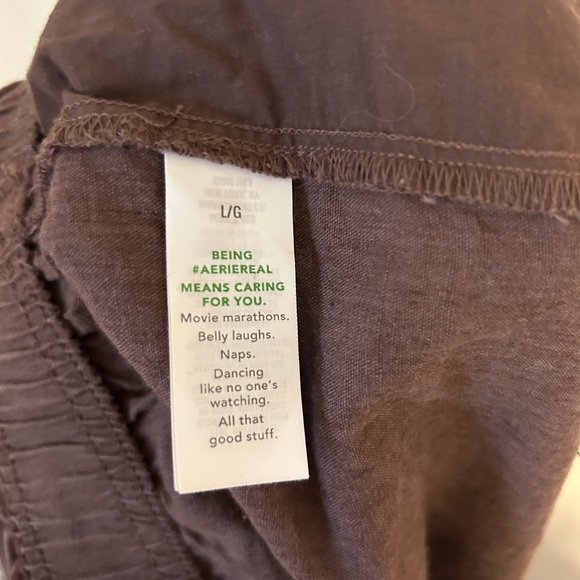 L/G
BEING
#AERIEREAL
MEANS CARING
FOR YOU.
Movie marathons.
Belly laughs.
Naps.
Dancing
like no one's
watching.
All that
good stuff.